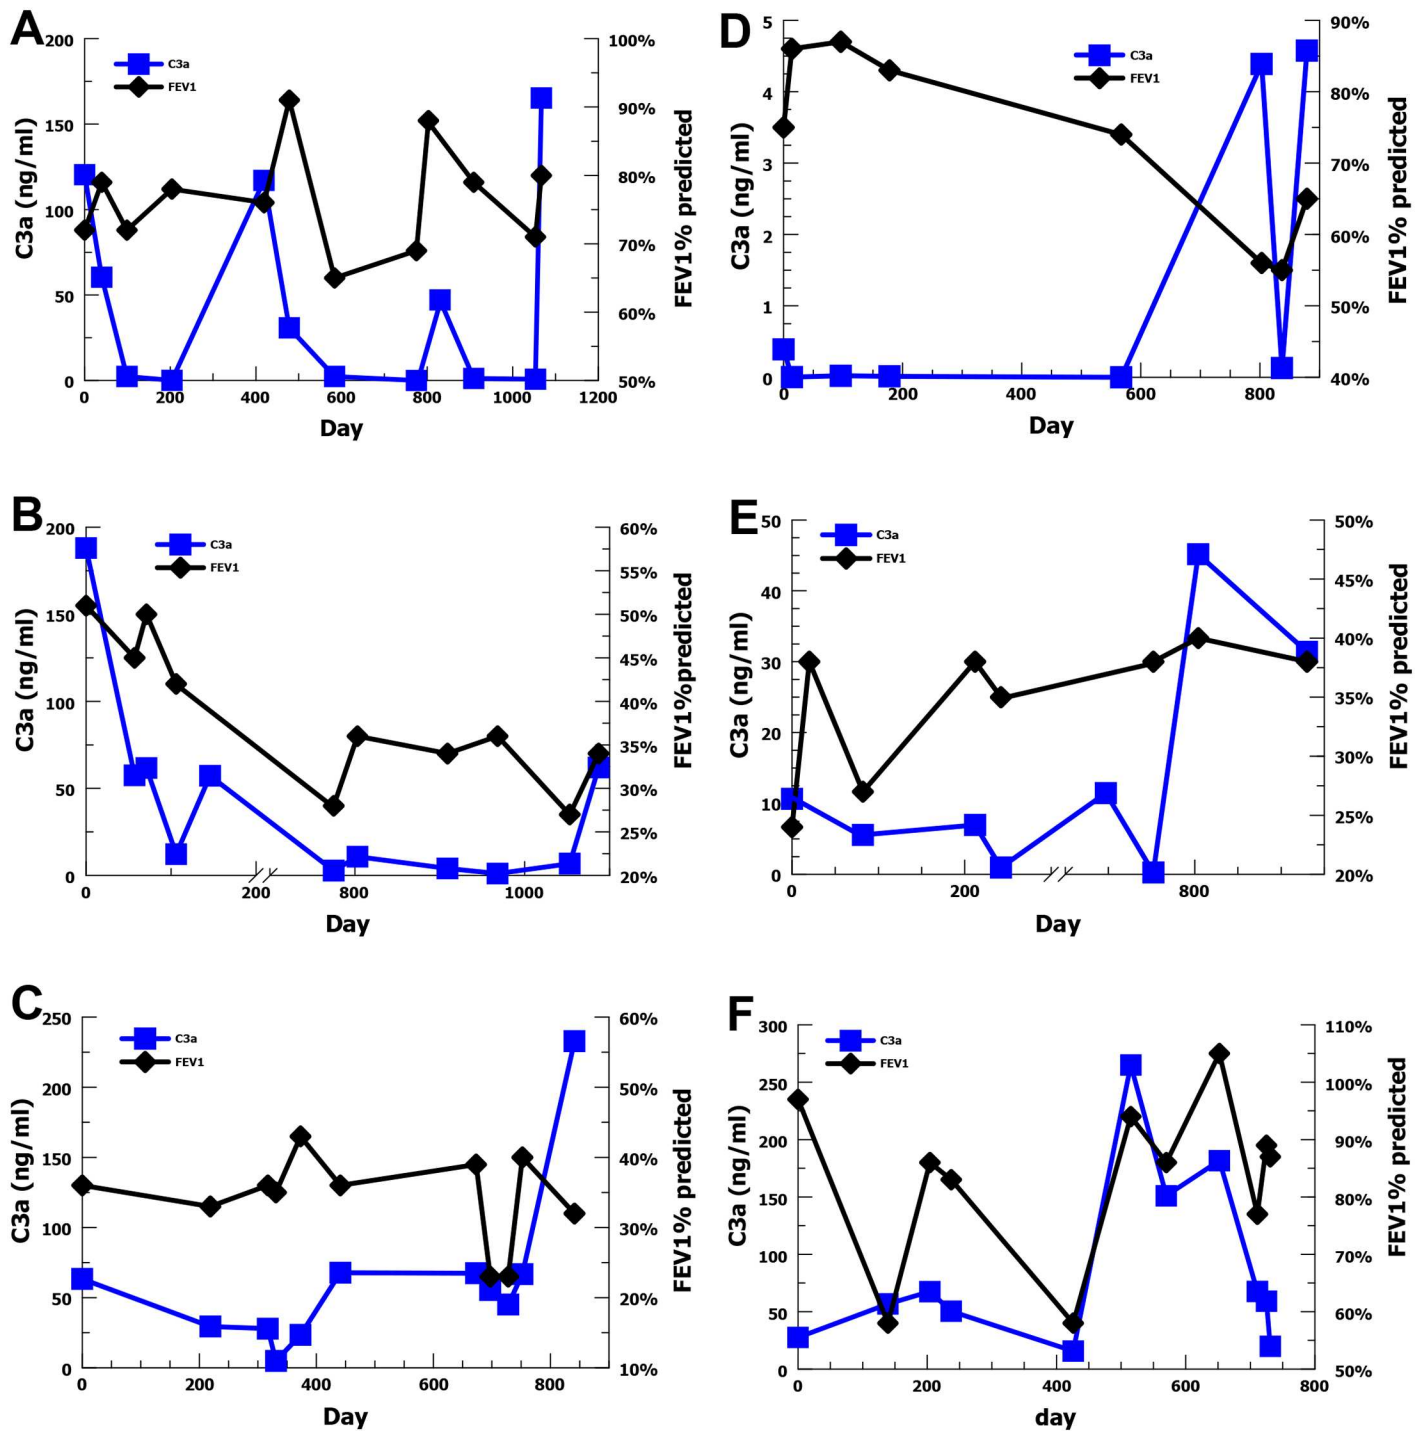 A
200
150
100
50
0
C3a (ng/ml)
C3a
FEV1
100%
90%
80%
70%
60%
50%
FEV1% predicted
0 200 400 600 800 1000 1200
Day
D
5
4
3
2
1
0
C3a (ng/ml)
C3a
FEV1
90%
80%
70%
60%
50%
40%
FEV1% predicted
0 200 400 600 800
Day
B
200
150
100
50
0
C3a (ng/ml)
C3a
FEV1
60%
55%
50%
45%
40%
35%
30%
25%
20%
FEV1%predicted
0 200 800 1000
Day
E
50
40
30
20
10
0
C3a (ng/ml)
C3a
FEV1
50%
45%
40%
35%
30%
25%
20%
FEV1% predicted
0 200 800
Day
C
250
200
150
100
50
0
C3a (ng/ml)
C3a
FEV1
60%
50%
40%
30%
20%
10%
FEV1% predicted
0 200 400 600 800
Day
F
300
250
200
150
100
50
0
C3a (ng/ml)
C3a
FEV1
110%
100%
90%
80%
70%
60%
50%
FEV1% predicted
0 200 400 600 800
day